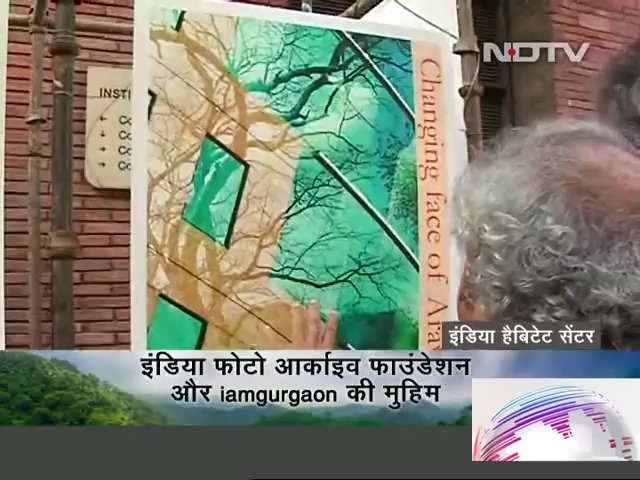 NDTV
INSTI
Changing face of Ara
इंडिया हैबिटेट सेंटर
इंडिया फोटो आर्काइव फाउंडेशन
और iamgurgaon की मुहिम